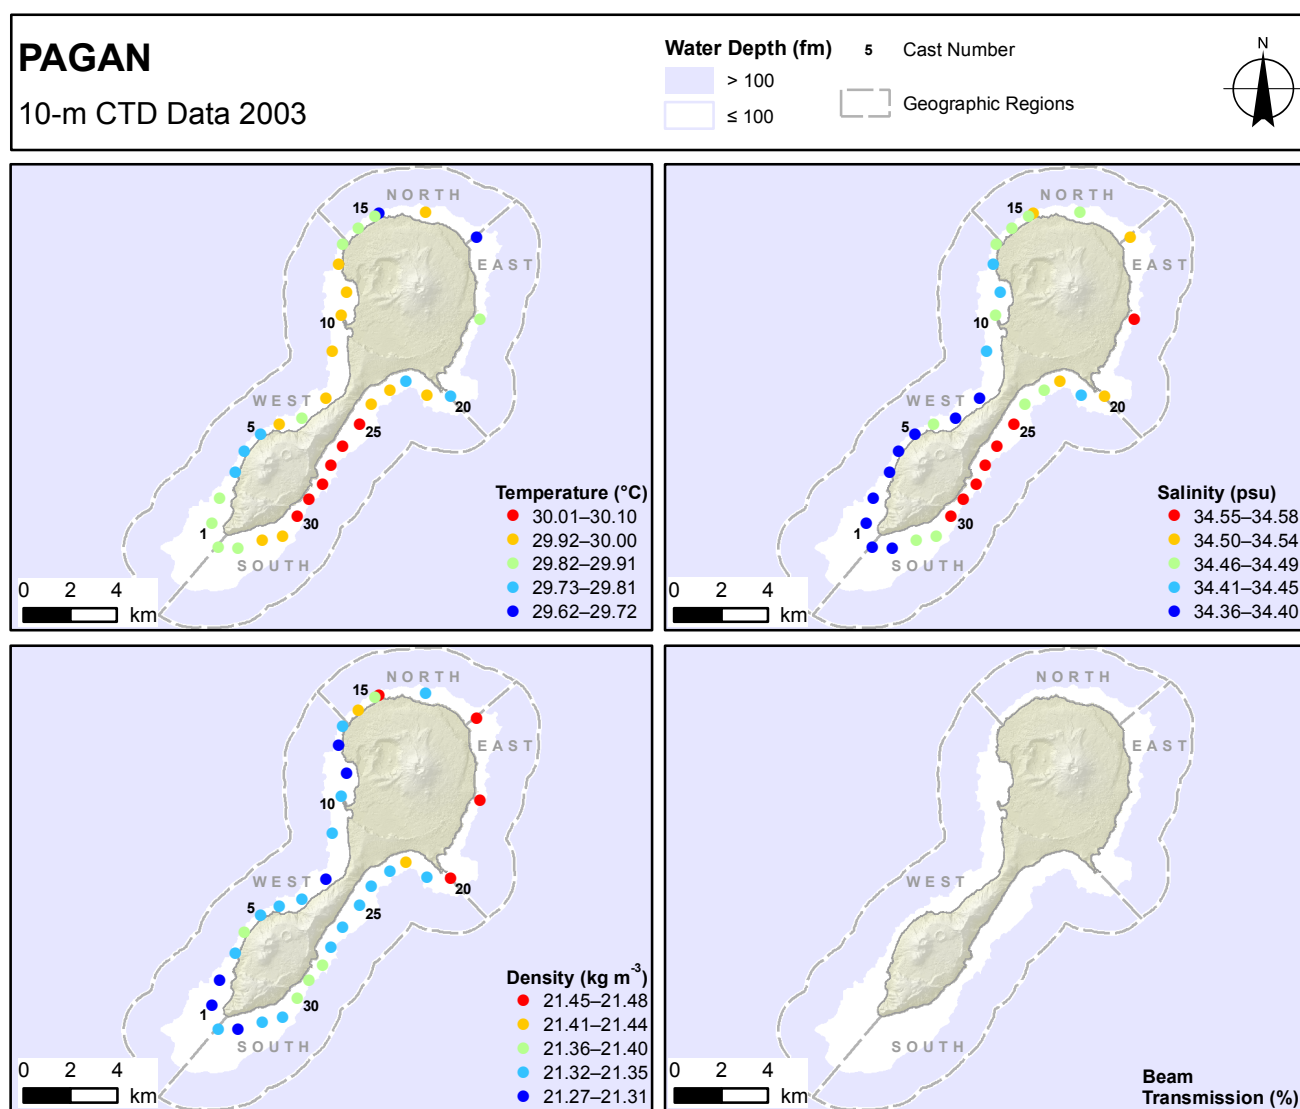 PAGAN
10-m CTD Data 2003
Water Depth (fm)
> 100
≤ 100
5 Cast Number
Geographic Regions
N
NORTH
15
EAST
10
WEST
20
5
25
1
30
SOUTH
0 2 4
km
Temperature (°C)
30.01–30.10
29.92–30.00
29.82–29.91
29.73–29.81
29.62–29.72
NORTH
15
EAST
10
WEST
20
5
25
1
30
SOUTH
0 2 4
km
Salinity (psu)
34.55–34.58
34.50–34.54
34.46–34.49
34.41–34.45
34.36–34.40
NORTH
15
EAST
10
WEST
20
5
25
1
30
SOUTH
0 2 4
km
Density (kg m-3)
21.45–21.48
21.41–21.44
21.36–21.40
21.32–21.35
21.27–21.31
NORTH
EAST
WEST
SOUTH
0 2 4
km
Beam
Transmission (%)